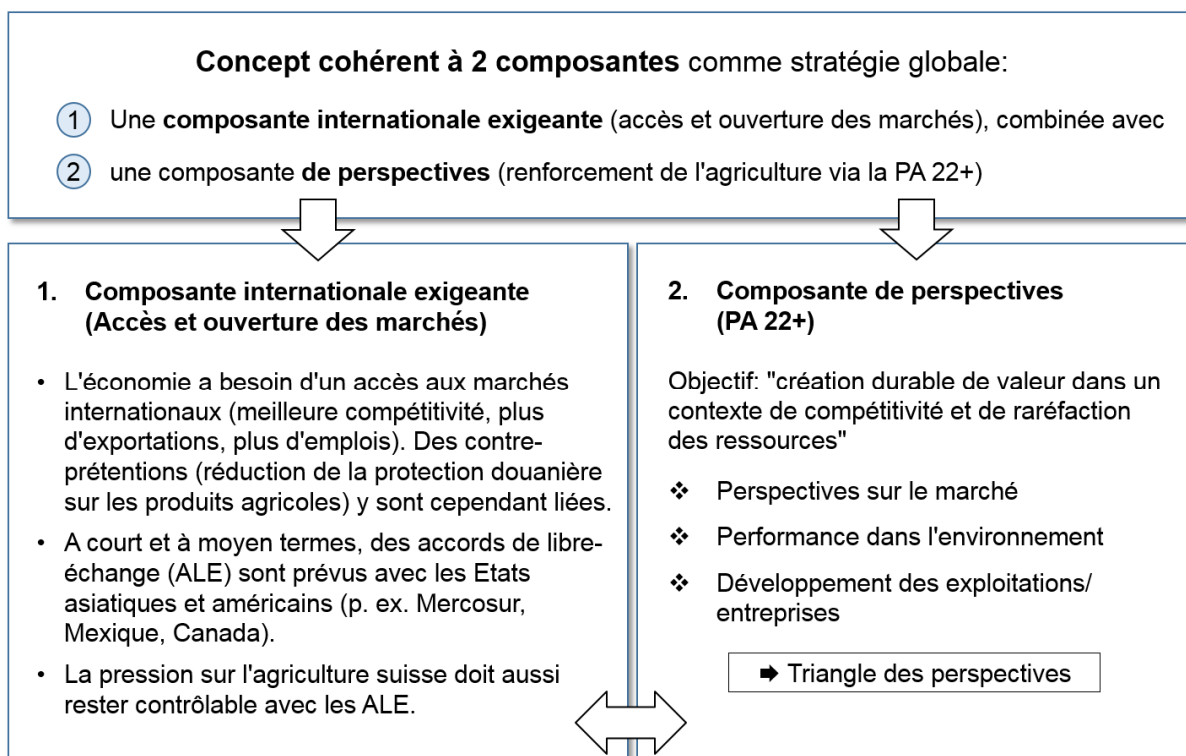 Concept cohérent à 2 composantes comme stratégie globale:
1 Une composante internationale exigeante (accès et ouverture des marchés), combinée avec
2 une composante de perspectives (renforcement de l'agriculture via la PA 22+)
1. Composante internationale exigeante
(Accès et ouverture des marchés)
• L'économie a besoin d'un accès aux marchés
internationaux (meilleure compétitivité, plus
d'exportations, plus d'emplois). Des contre-
prétentions (réduction de la protection douanière
sur les produits agricoles) y sont cependant liées.
• A court et à moyen termes, des accords de libre-
échange (ALE) sont prévus avec les Etats
asiatiques et américains (p. ex. Mercosur,
Mexique, Canada).
• La pression sur l'agriculture suisse doit aussi
rester contrôlable avec les ALE.
2. Composante de perspectives
(PA 22+)
Objectif: "création durable de valeur dans un
contexte de compétitivité et de raréfaction
des ressources"
❖ Perspectives sur le marché
❖ Performance dans l'environnement
❖ Développement des exploitations/
entreprises
➡ Triangle des perspectives